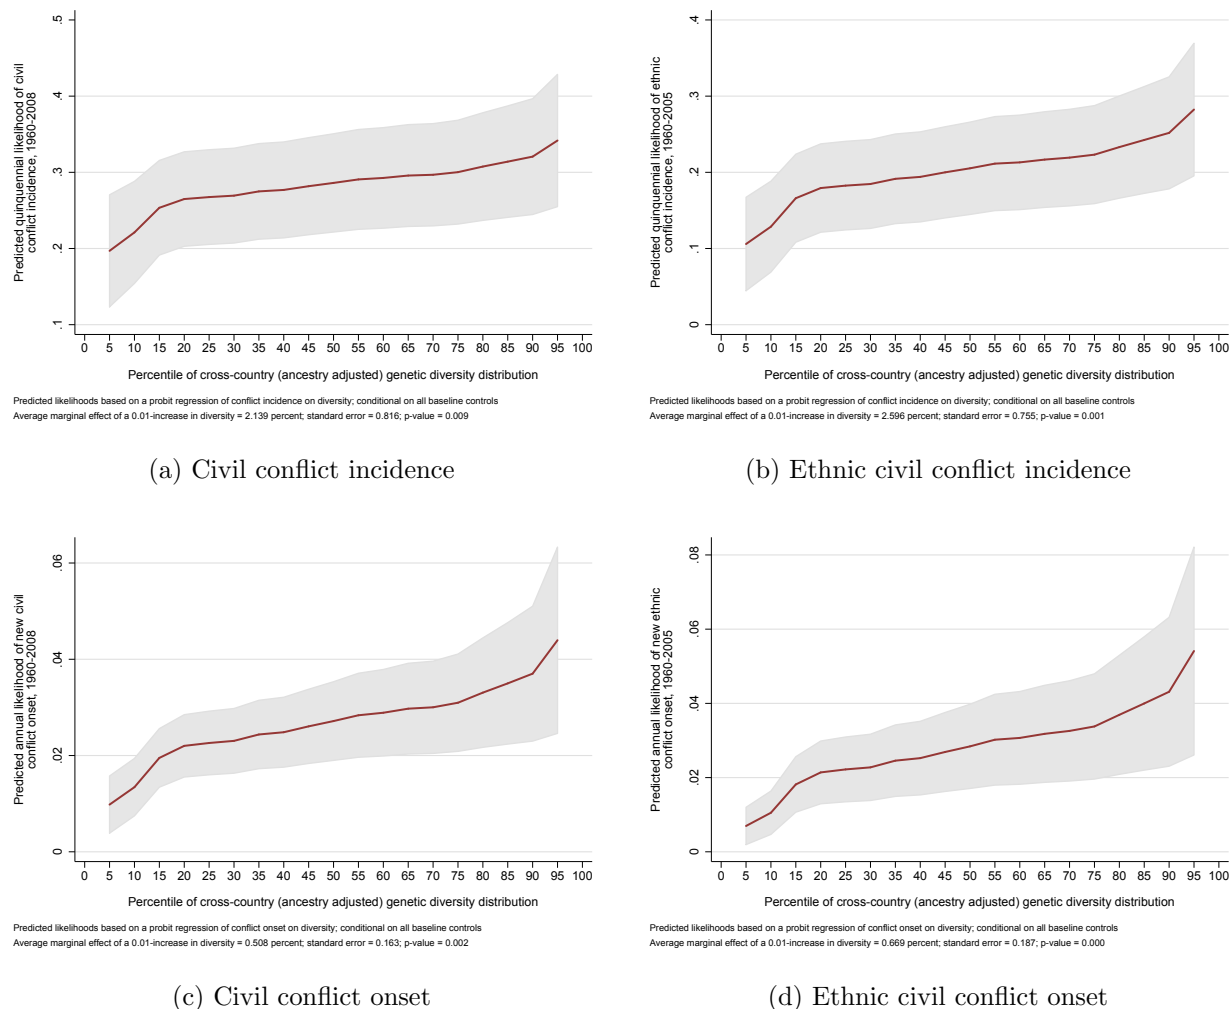 Predicted quinquennial likelihood of civil
conflict incidence, 1960-2008
.5
.4
.3
.2
.1
0 5 10 15 20 25 30 35 40 45 50 55 60 65 70 75 80 85 90 95 100
Percentile of cross-country (ancestry adjusted) genetic diversity distribution
Predicted likelihoods based on a probit regression of conflict incidence on diversity; conditional on all baseline controls
Average marginal effect of a 0.01-increase in diversity = 2.139 percent; standard error = 0.816; p-value = 0.009
(a) Civil conflict incidence
Predicted quinquennial likelihood of ethnic
conflict incidence, 1960-2005
.4
.3
.2
.1
0
0 5 10 15 20 25 30 35 40 45 50 55 60 65 70 75 80 85 90 95 100
Percentile of cross-country (ancestry adjusted) genetic diversity distribution
Predicted likelihoods based on a probit regression of conflict incidence on diversity; conditional on all baseline controls
Average marginal effect of a 0.01-increase in diversity = 2.596 percent; standard error = 0.755; p-value = 0.001
(b) Ethnic civil conflict incidence
Predicted annual likelihood of new civil
conflict onset, 1960-2008
.06
.04
.02
0
0 5 10 15 20 25 30 35 40 45 50 55 60 65 70 75 80 85 90 95 100
Percentile of cross-country (ancestry adjusted) genetic diversity distribution
Predicted likelihoods based on a probit regression of conflict onset on diversity; conditional on all baseline controls
Average marginal effect of a 0.01-increase in diversity = 0.508 percent; standard error = 0.163; p-value = 0.002
(c) Civil conflict onset
Predicted annual likelihood of new ethnic
conflict onset, 1960-2005
.08
.06
.04
.02
0
0 5 10 15 20 25 30 35 40 45 50 55 60 65 70 75 80 85 90 95 100
Percentile of cross-country (ancestry adjusted) genetic diversity distribution
Predicted likelihoods based on a probit regression of conflict onset on diversity; conditional on all baseline controls
Average marginal effect of a 0.01-increase in diversity = 0.669 percent; standard error = 0.187; p-value = 0.000
(d) Ethnic civil conflict onset